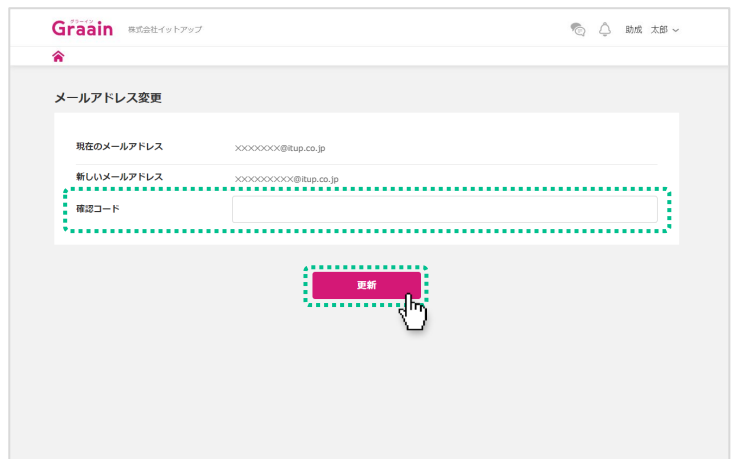 グラーイン
Graain 株式会社イットアップ 助成 太郎
メールアドレス変更
現在のメールアドレス XXXXXXX@itup.co.jp
新しいメールアドレス XXXXXXXXX@itup.co.jp
確認コード
更新